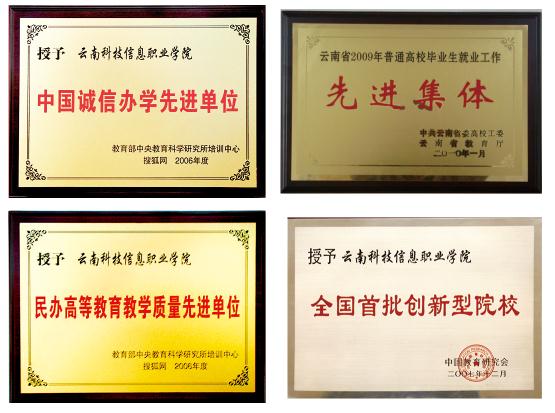 授予 云南科技信息职业学院
中国诚信办学先进单位
教育部中央教育科学研究所培训中心
搜狐网 2006年度
云南省2009年普通高校毕业生就业工作
先进集体
中共云南省委高校工委
云南省教育厅
二〇一〇年一月
授予 云南科技信息职业学院
民办高等教育教学质量先进单位
教育部中央教育科学研究所培训中心
搜狐网 2006年度
授予 云南科技信息职业学院
全国首批创新型院校
中国教育研究会
二〇〇七年十二月